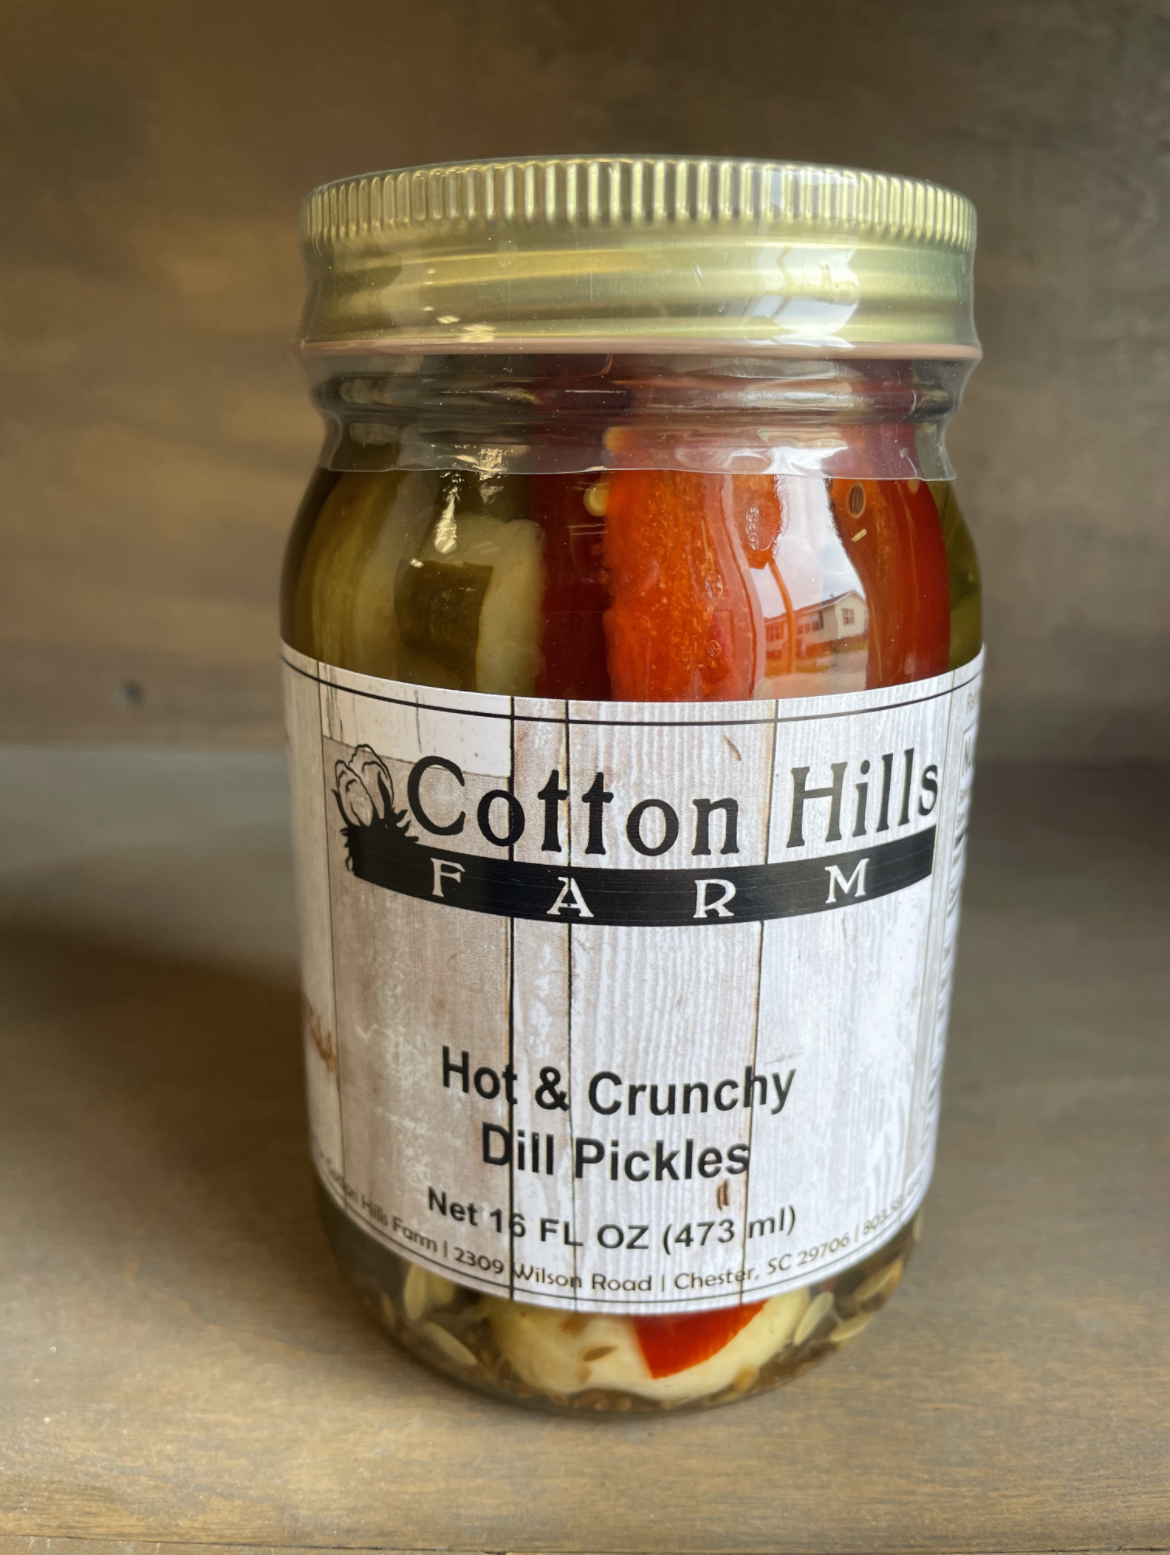 Cotton Hills
FARM
Hot & Crunchy
Dill Pickles
Net 16 FL OZ (473 ml)
Cotton Hills Farm | 2309 Wilson Road | Chester, SC 29706 |